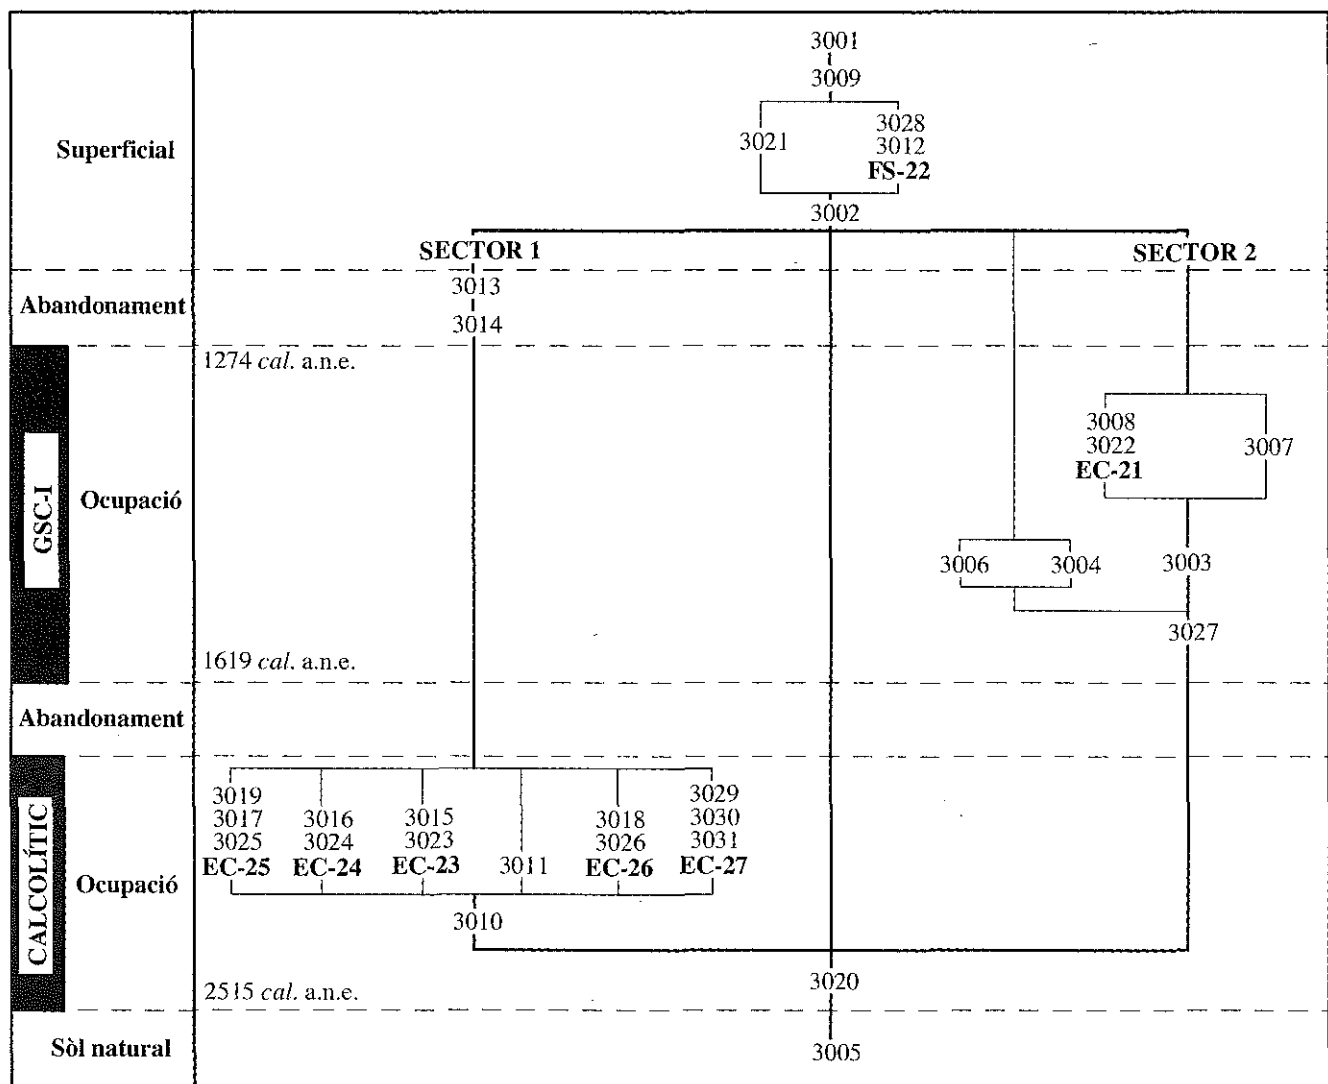 3001
3009
Superficial
3021
3028
3012
FS-22
3002
SECTOR 1
SECTOR 2
Abandonament
3013
3014
1274 cal. a.n.e.
GSC-I
Ocupació
3008
3022
EC-21
3007
3006
3004
3003
3027
1619 cal. a.n.e.
Abandonament
CALCOLÍTIC
Ocupació
3019
3017
3025
EC-25
3016
3024
EC-24
3015
3023
EC-23
3011
3018
3026
EC-26
3029
3030
3031
EC-27
3010
3020
2515 cal. a.n.e.
Sòl natural
3005